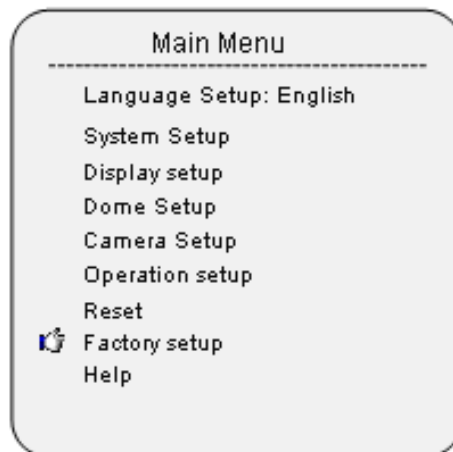 Main Menu
Language Setup: English
System Setup
Display setup
Dome Setup
Camera Setup
Operation setup
Reset
Factory setup
Help